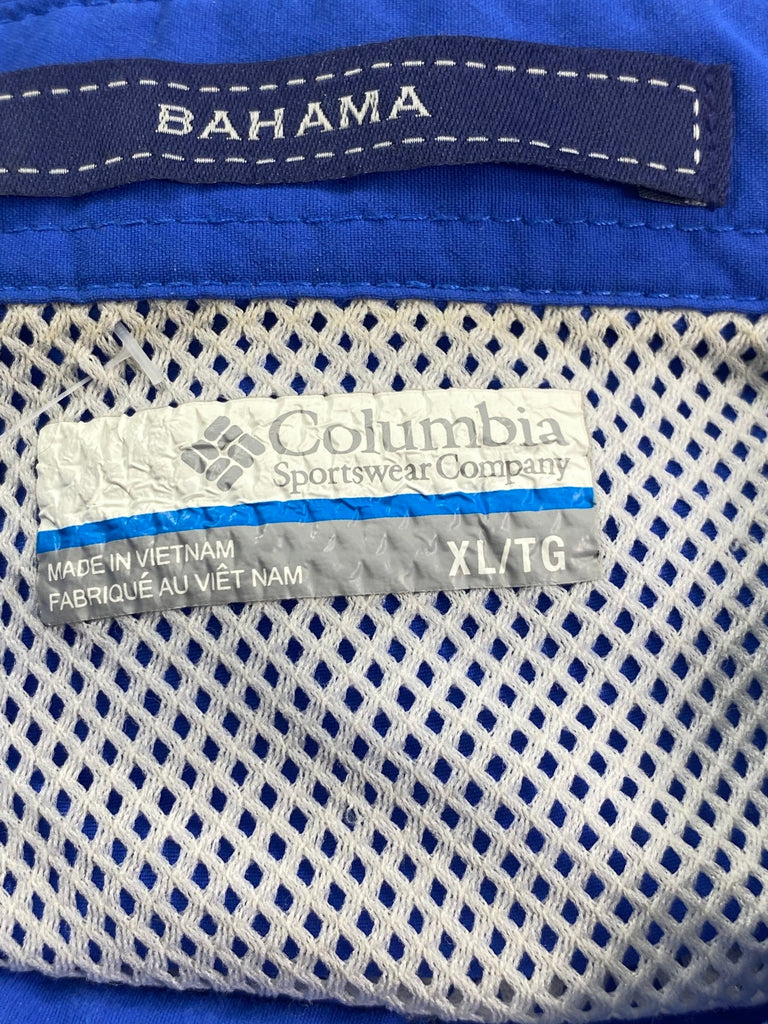 BAHAMA
Columbia
Sportswear Company
MADE IN VIETNAM
FABRIQUÉ AU VIÊT NAM
XL/TG